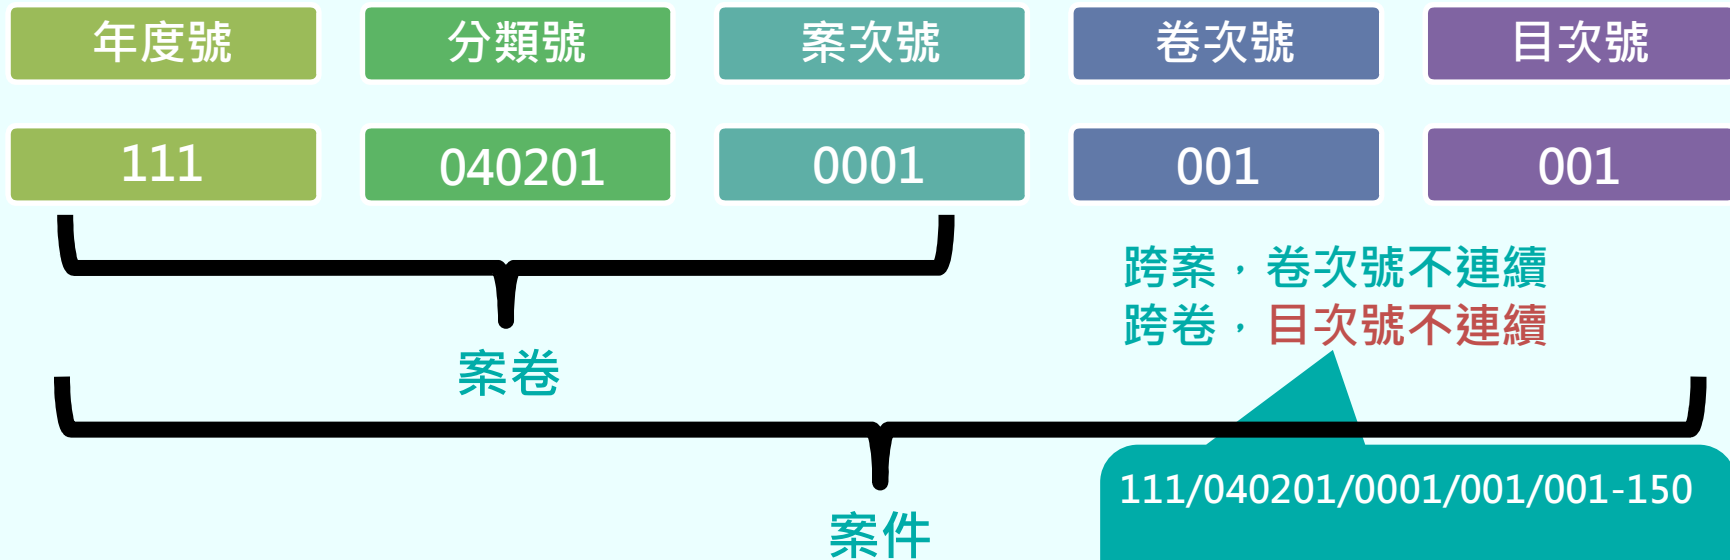 年度號 分類號 案次號 卷次號 目次號
111 040201 0001 001 001
跨案，卷次號不連續
跨卷，目次號不連續
案卷
111/040201/0001/001/001-150
案件